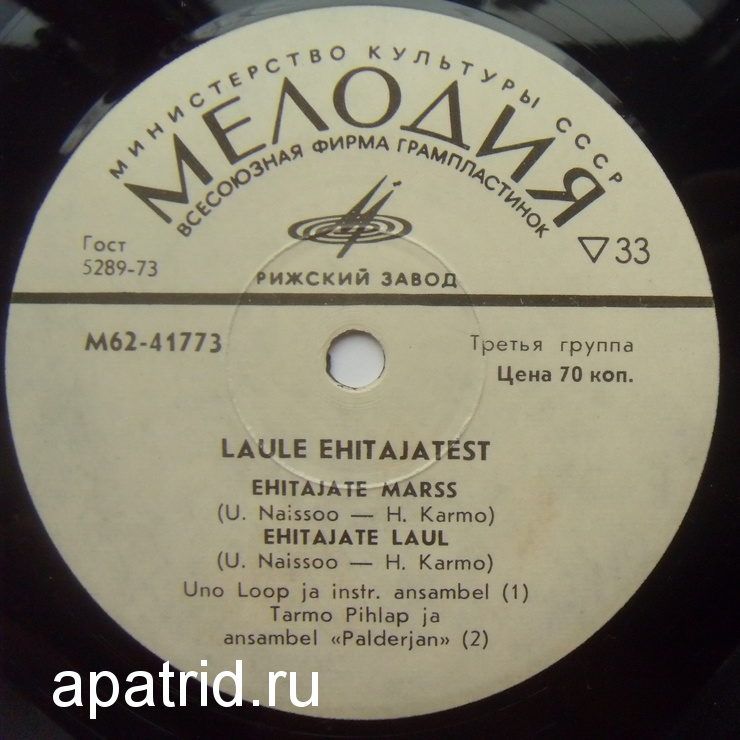 МИНИСТЕРСТВО КУЛЬТУРЫ СССР
МЕЛОДИЯ
ВСЕСОЮЗНАЯ ФИРМА ГРАМПЛАСТИНОК
Гост
5289-73
▽33
РИЖСКИЙ ЗАВОД
М62-41773
Третья группа
Цена 70 коп.
LAULE EHITAJATEST
EHITAJATE MARSS
(U. Naissoo — H. Karmo)
EHITAJATE LAUL
(U. Naissoo — H. Karmo)
Uno Loop ja instr. ansambel (1)
Tarmo Pihlap ja
ansambel «Palderjan» (2)
apatrid.ru